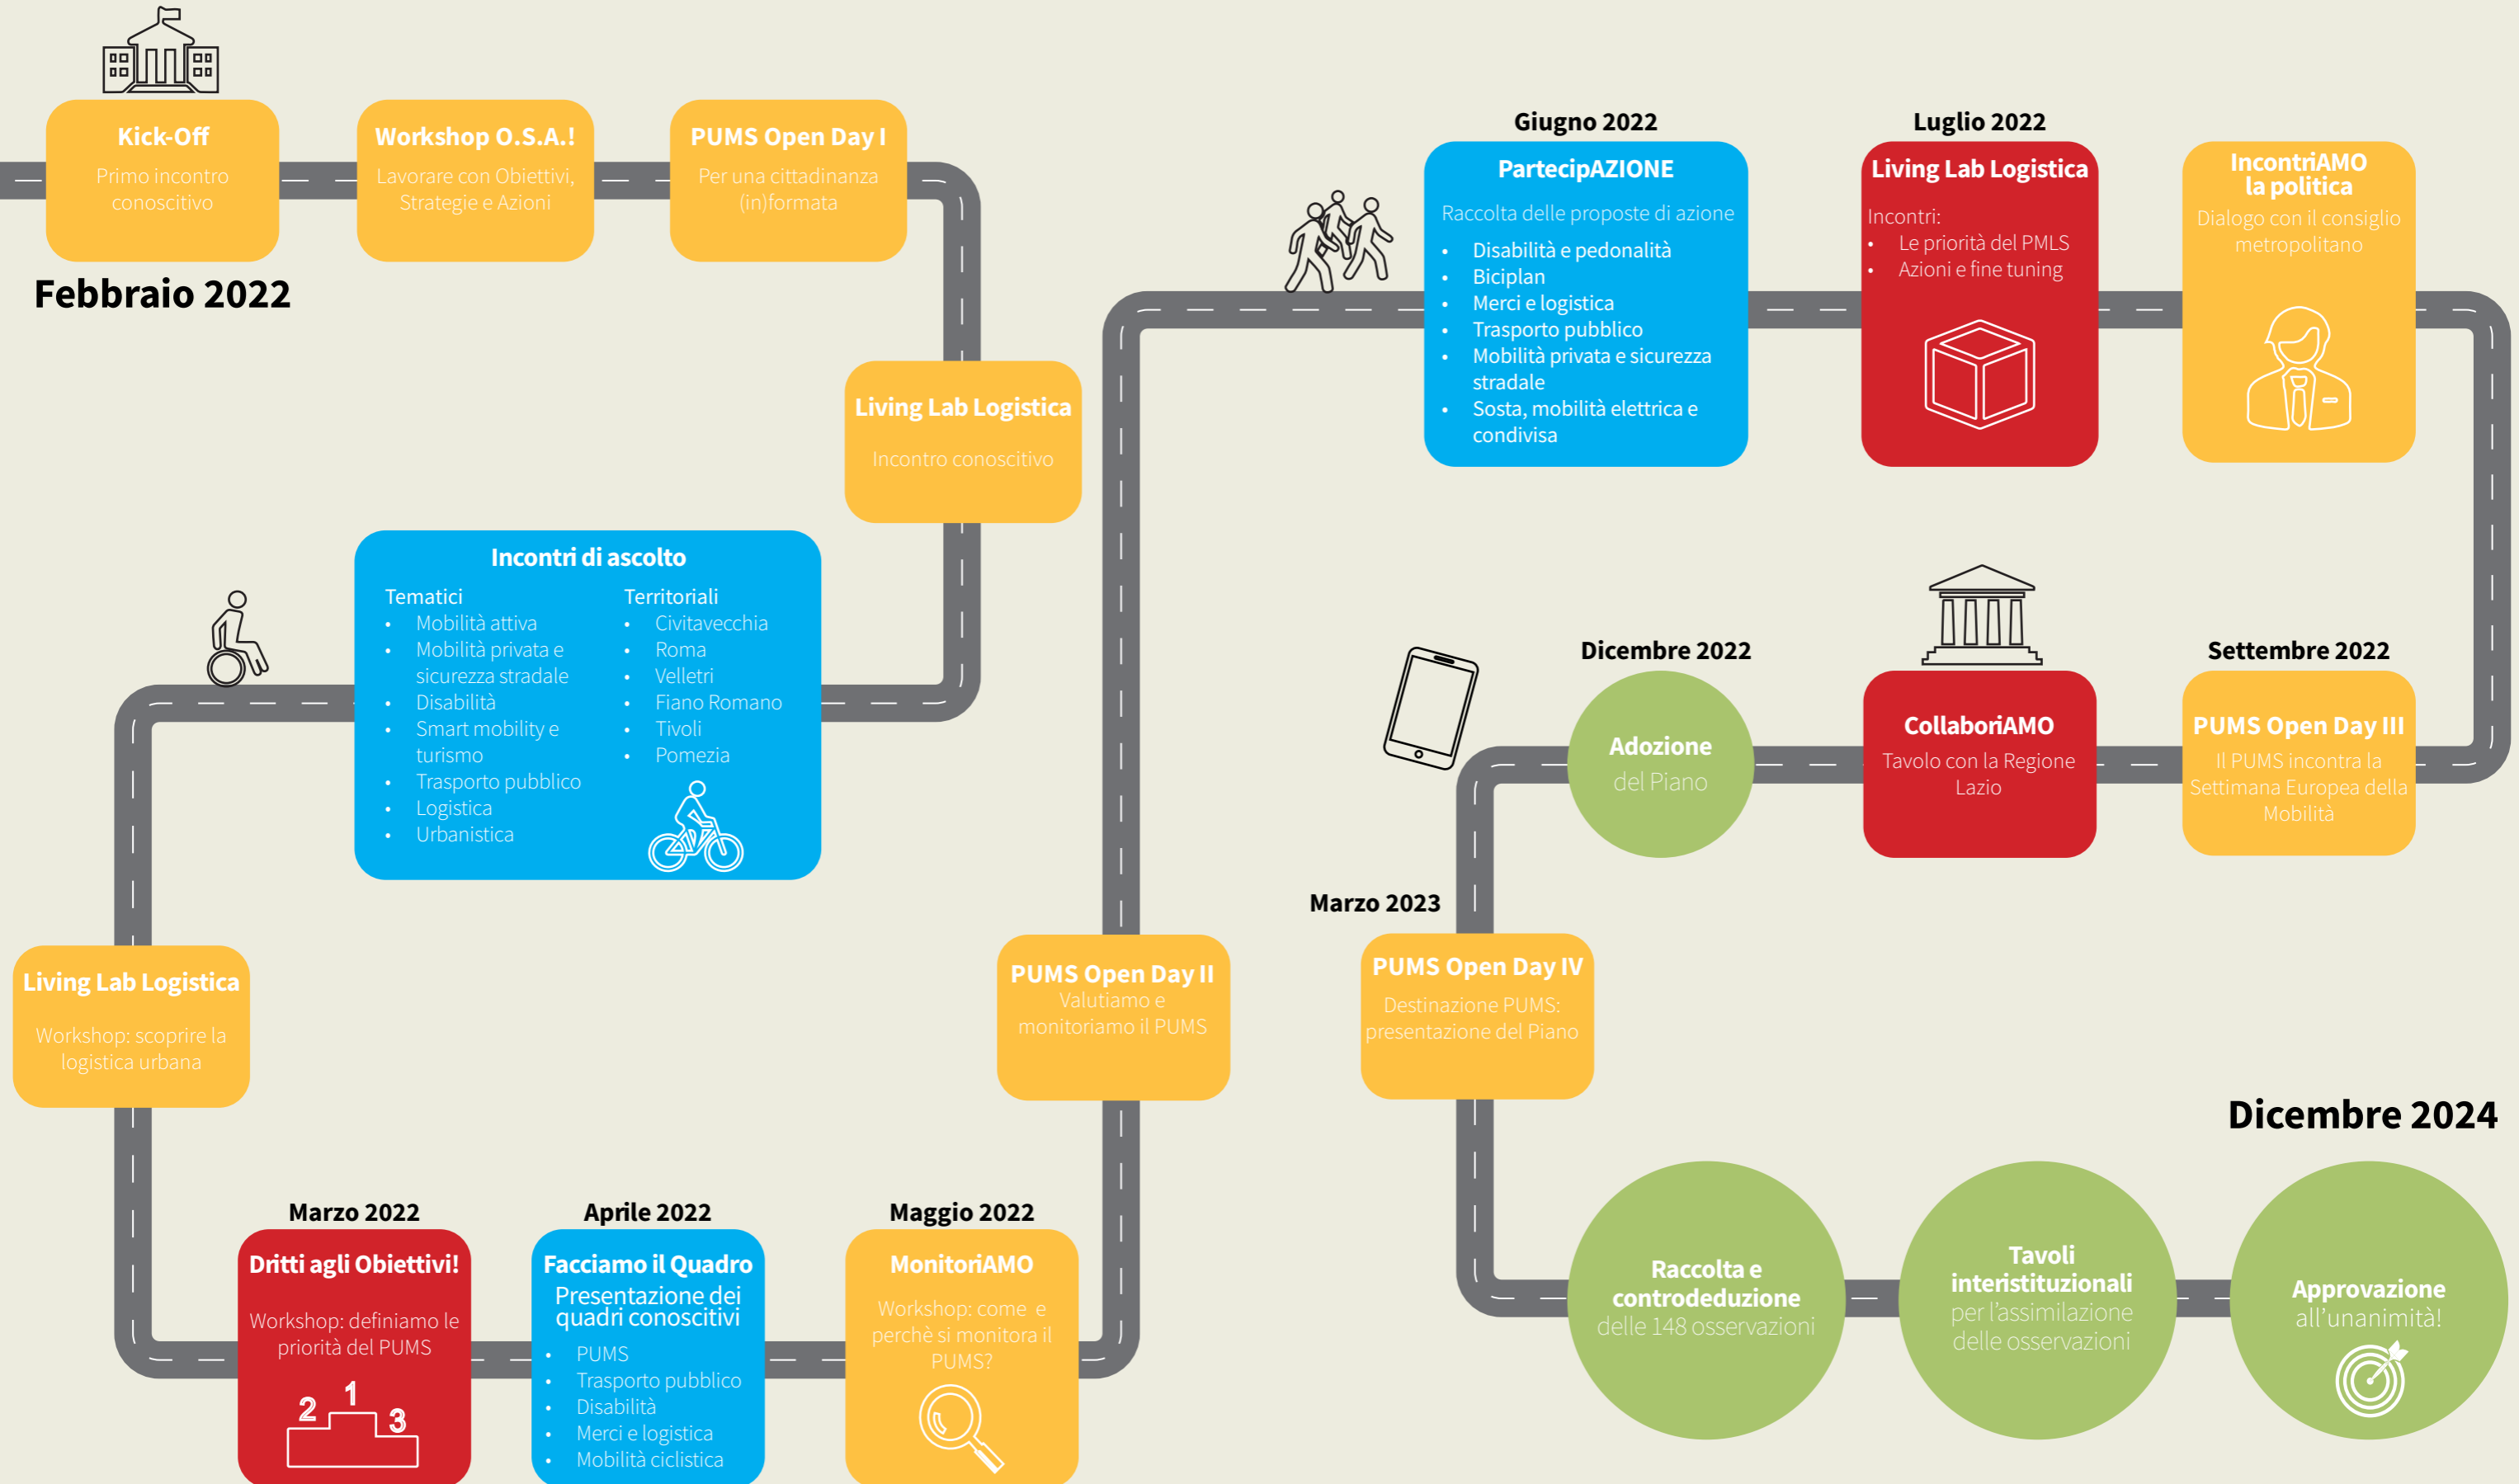 Kick-Off
Primo incontro
conoscitivo
Febbraio 2022
Workshop O.S.A.!
Lavorare con Obiettivi,
Strategie e Azioni
PUMS Open Day I
Per una cittadinanza
(in)formata
Living Lab Logistica
Incontro conoscitivo
Incontri di ascolto
Tematici
• Mobilità attiva
• Mobilità privata e
sicurezza stradale
• Disabilità
• Smart mobility e
turismo
• Trasporto pubblico
• Logistica
• Urbanistica
Territoriali
• Civitavecchia
• Roma
• Velletri
• Fiano Romano
• Tivoli
• Pomezia
Living Lab Logistica
Workshop: scoprire la
logistica urbana
Marzo 2022
Dritti agli Obiettivi!
Workshop: definiamo le
priorità del PUMS
2 1 3
Aprile 2022
Facciamo il Quadro
Presentazione dei
quadri conoscitivi
• PUMS
• Trasporto pubblico
• Disabilità
• Merci e logistica
• Mobilità ciclistica
Maggio 2022
MonitoriAMO
Workshop: come e
perchè si monitora il
PUMS?
PUMS Open Day II
Valutiamo e
monitoriamo il PUMS
Giugno 2022
PartecipAZIONE
Raccolta delle proposte di azione
• Disabilità e pedonalità
• Biciplan
• Merci e logistica
• Trasporto pubblico
• Mobilità privata e sicurezza
stradale
• Sosta, mobilità elettrica e
condivisa
Luglio 2022
Living Lab Logistica
Incontri:
• Le priorità del PMLS
• Azioni e fine tuning
IncontriAMO
la politica
Dialogo con il consiglio
metropolitano
Settembre 2022
PUMS Open Day III
Il PUMS incontra la
Settimana Europea della
Mobilità
CollaboriAMO
Tavolo con la Regione
Lazio
Dicembre 2022
Adozione
del Piano
Marzo 2023
PUMS Open Day IV
Destinazione PUMS:
presentazione del Piano
Raccolta e
controdeduzione
delle 148 osservazioni
Tavoli
interistituzionali
per l'assimilazione
delle osservazioni
Dicembre 2024
Approvazione
all'unanimità!